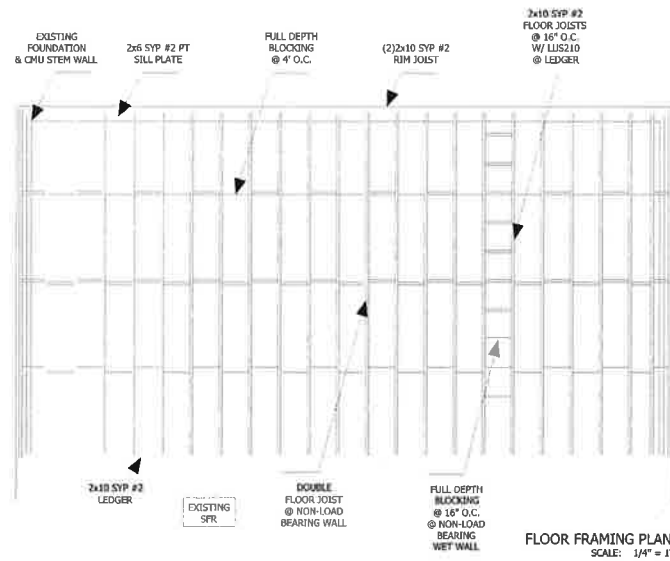 EXISTING
FOUNDATION
& CMU STEM WALL
2x6 SYP #2 PT
SILL PLATE
FULL DEPTH
BLOCKING
@ 4' O.C.
(2)2x10 SYP #2
RIM JOIST
2x10 SYP #2
FLOOR JOISTS
@ 16" O.C.
W/ LUS210
@ LEDGER
2x10 SYP #2
LEDGER
EXISTING
SFR
DOUBLE
FLOOR JOIST
@ NON-LOAD
BEARING WALL
FULL DEPTH
BLOCKING
@ 16" O.C.
@ NON-LOAD
BEARING
WET WALL
FLOOR FRAMING PLAN
SCALE: 1/4" = 1'